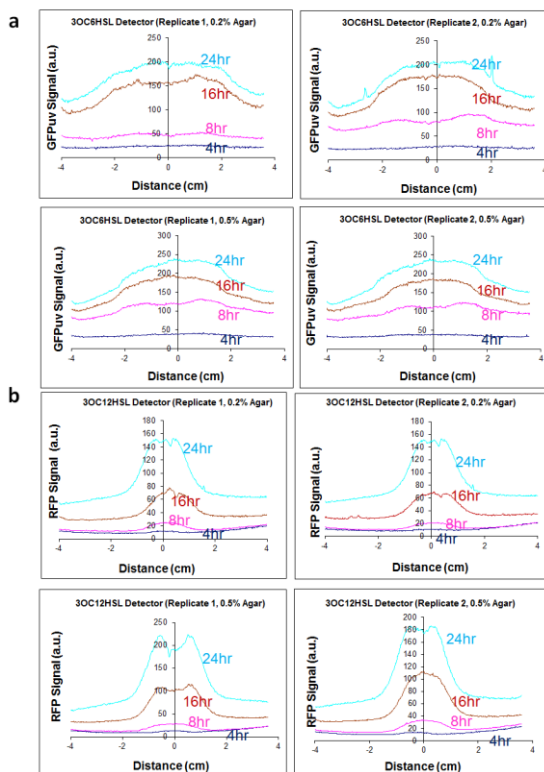 a
3OC6HSL Detector (Replicate 1, 0.2% Agar)
GFPuv Signal (a.u.)
250
200
150
100
50
0
24hr
16hr
8hr
4hr
-4 -2 0 2 4
Distance (cm)
3OC6HSL Detector (Replicate 2, 0.2% Agar)
GFPuv Signal (a.u.)
250
200
150
100
50
0
24hr
16hr
8hr
4hr
-4 -2 0 2 4
Distance (cm)
3OC6HSL Detector (Replicate 1, 0.5% Agar)
GFPuv Signal (a.u.)
300
250
200
150
100
50
0
24hr
16hr
8hr
4hr
-4 -2 0 2 4
Distance (cm)
3OC6HSL Detector (Replicate 2, 0.5% Agar)
GFPuv Signal (a.u.)
300
250
200
150
100
50
0
24hr
16hr
8hr
4hr
-4 -2 0 2 4
Distance (cm)
b
3OC12HSL Detector (Replicate 1, 0.2% Agar)
RFP Signal (a.u.)
180
160
140
120
100
80
60
40
20
0
24hr
16hr
8hr
4hr
-4 -2 0 2 4
Distance (cm)
3OC12HSL Detector (Replicate 2, 0.2% Agar)
RFP Signal (a.u.)
180
160
140
120
100
80
60
40
20
0
24hr
16hr
8hr
4hr
-4 -2 0 2 4
Distance (cm)
3OC12HSL Detector (Replicate 1, 0.5% Agar)
RFP Signal (a.u.)
250
200
150
100
50
0
24hr
16hr
8hr
4hr
-4 -2 0 2 4
Distance (cm)
3OC12HSL Detector (Replicate 2, 0.5% Agar)
RFP Signal (a.u.)
200
180
160
140
120
100
80
60
40
20
0
24hr
16hr
8hr
4hr
-4 -2 0 2 4
Distance (cm)